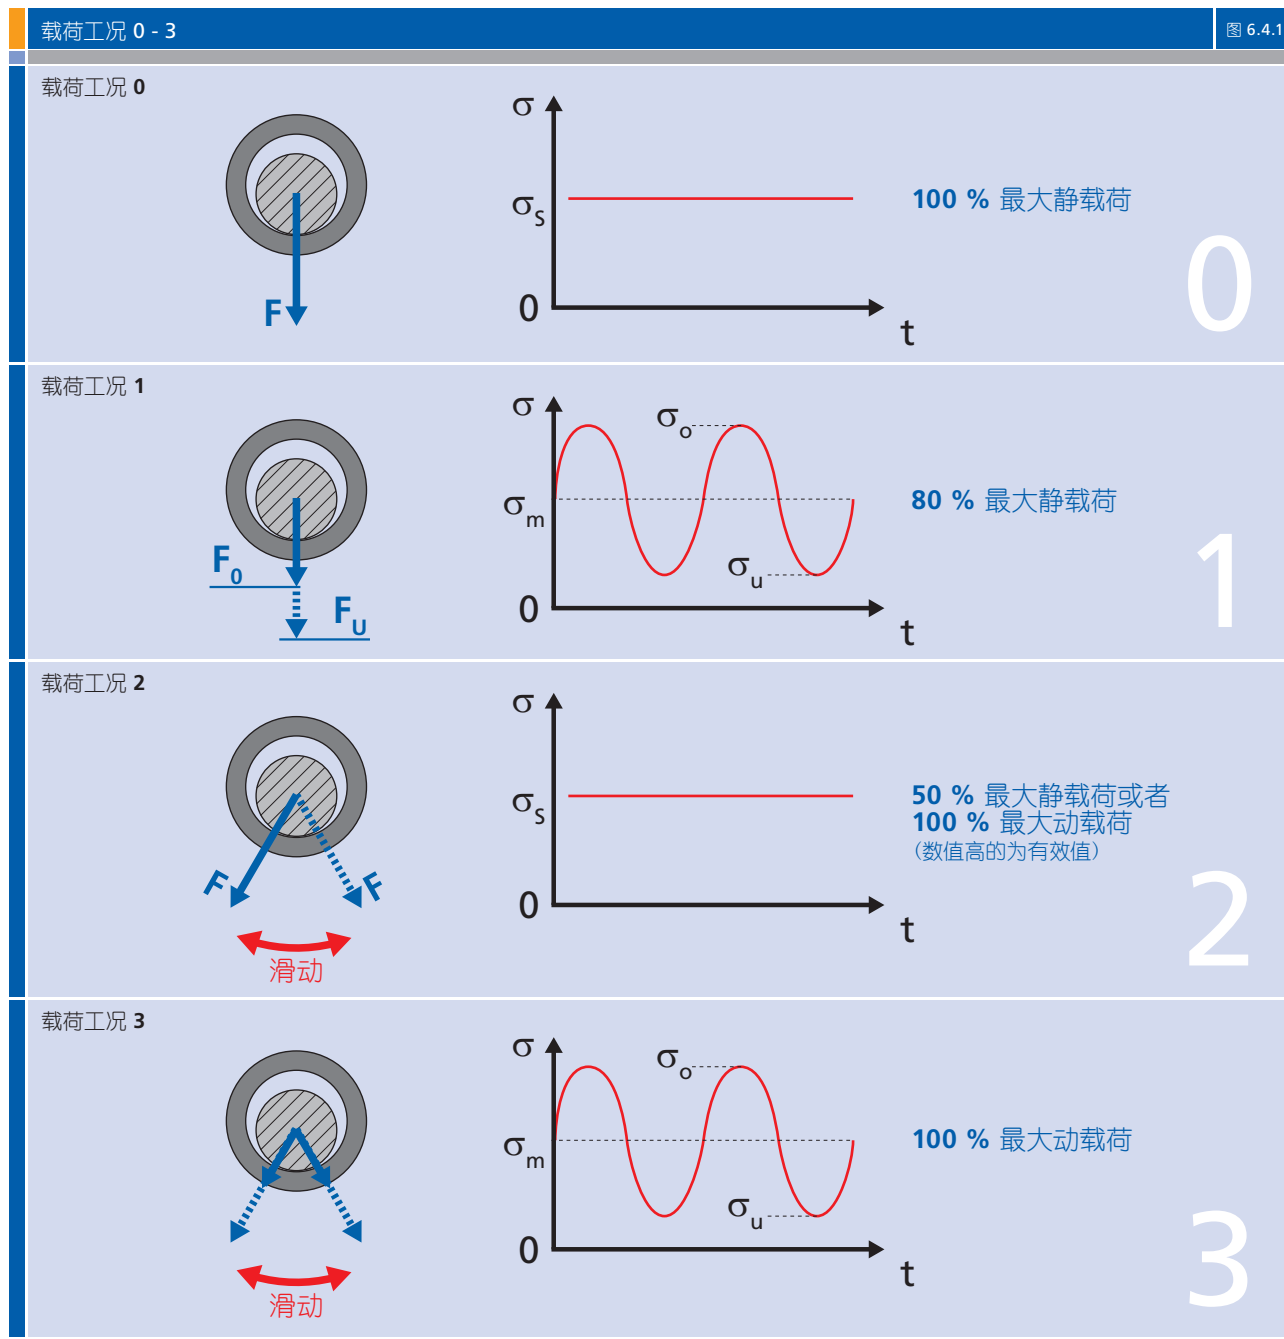 载荷工况 0 - 3
图 6.4.1
载荷工况 0
σ
σS
0
t
F
100 % 最大静载荷
0
载荷工况 1
σ
σo
σm
σu
0
t
F0
FU
80 % 最大静载荷
1
载荷工况 2
σ
σS
0
t
F
F
滑动
50 % 最大静载荷或者
100 % 最大动载荷
(数值高的为有效值)
2
载荷工况 3
σ
σo
σm
σu
0
t
滑动
100 % 最大动载荷
3